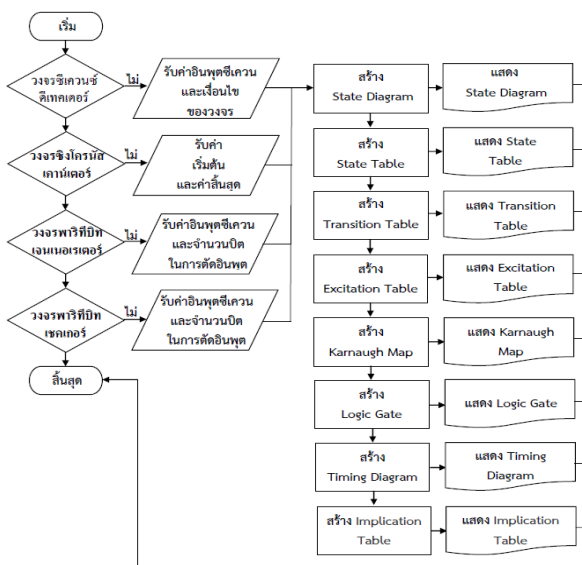 เริ่ม
วงจรซีเควนซ์
ดีเทคเตอร์
ไม่
รับค่าอินพุตซีเควน
และเงื่อนไข
ของวงจร
วงจรซิงโครนัส
เคาน์เตอร์
ไม่
รับค่า
เริ่มต้น
และค่าสิ้นสุด
วงจรพาริทีบิท
เจนเนอเรเตอร์
ไม่
รับค่าอินพุตซีเควน
และจำนวนบิต
ในการตัดอินพุต
วงจรพาริทีบิท
เชคเกอร์
ไม่
รับค่าอินพุตซีเควน
และจำนวนบิต
ในการตัดอินพุต
สิ้นสุด
สร้าง
State Diagram
แสดง
State Diagram
สร้าง
State Table
แสดง State
Table
สร้าง
Transition Table
แสดง Transition
Table
สร้าง
Excitation Table
แสดง Excitation
Table
สร้าง
Karnaugh Map
แสดง Karnaugh
Map
สร้าง
Logic Gate
แสดง Logic Gate
สร้าง
Timing Diagram
แสดง Timing
Diagram
สร้าง Implication
Table
แสดง Implication
Table